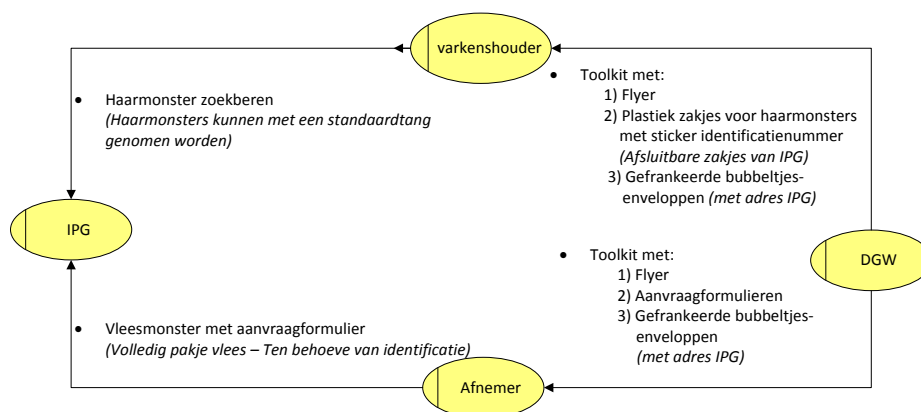 varkenshouder
• Haarmonster zoekberen
(Haarmonsters kunnen met een standaardtang
genomen worden)
• Toolkit met:
1) Flyer
2) Plastiek zakjes voor haarmonsters
met sticker identificatienummer
(Afsluitbare zakjes van IPG)
3) Gefrankeerde bubbeltjes-
enveloppen (met adres IPG)
IPG
DGW
• Toolkit met:
1) Flyer
2) Aanvraagformulieren
3) Gefrankeerde bubbeltjes-
enveloppen
(met adres IPG)
• Vleesmonster met aanvraagformulier
(Volledig pakje vlees – Ten behoeve van identificatie)
Afnemer